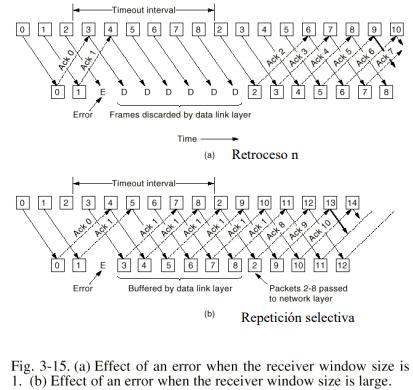 Timeout interval
0 1 2 3 4 5 6 7 8 2 3 4 5 6 7 8 9 10
Ack 0 Ack 1 Ack 2 Ack 3 Ack 4 Ack 5 Ack 6 Ack 7
0 1 E D D D D D D 2 3 4 5 6 7 8
Error
Frames discarded by data link layer
Time
(a) Retroceso n
Timeout interval
0 1 2 3 4 5 6 7 8 2 9 10 11 12 13 14
Ack 0 Ack 1 Ack 1 Ack 1 Ack 1 Ack 1 Ack 1 Ack 1 Ack 8 Ack 9 Ack 10
0 1 E 3 4 5 6 7 8 2 9 10 11 12
Error
Buffered by data link layer
Packets 2-8 passed
to network layer
(b) Repetición selectiva
Fig. 3-15. (a) Effect of an error when the receiver window size is
1. (b) Effect of an error when the receiver window size is large.